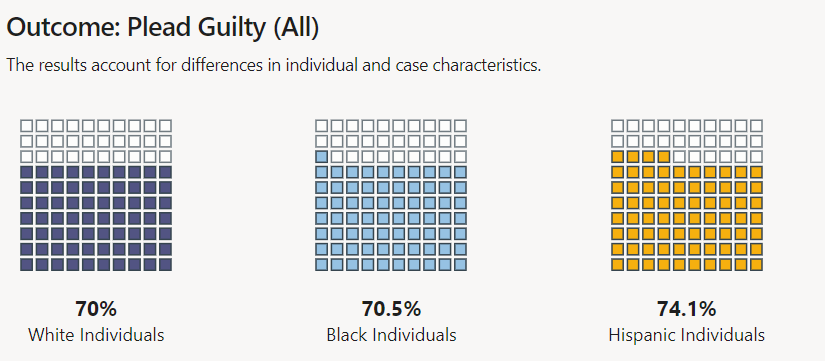 Outcome: Plead Guilty (All)
The results account for differences in individual and case characteristics.
70%
White Individuals
70.5%
Black Individuals
74.1%
Hispanic Individuals